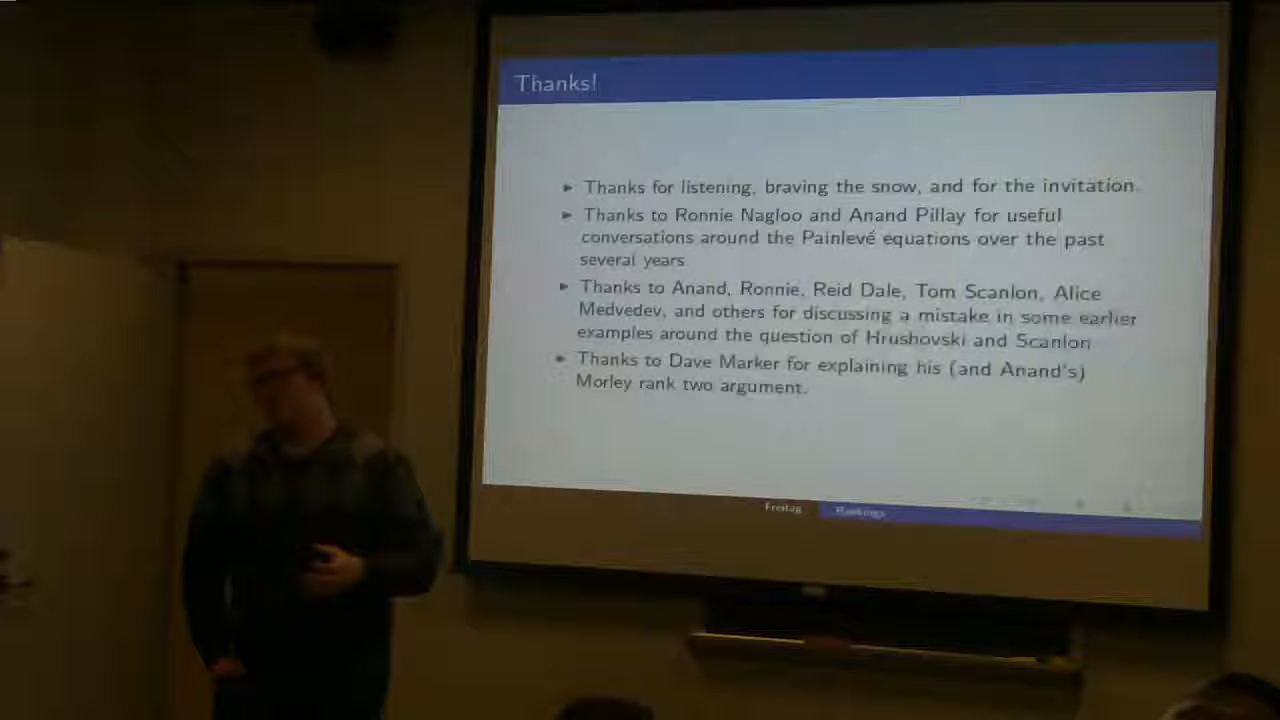 Thanks!
▶ Thanks for listening, braving the snow, and for the invitation.
▶ Thanks to Ronnie Nagloo and Anand Pillay for useful
conversations around the Painlevé equations over the past
several years
▶ Thanks to Anand, Ronnie, Reid Dale, Tom Scanlon, Alice
Medvedev, and others for discussing a mistake in some earlier
examples around the question of Hrushovski and Scanlon
▶ Thanks to Dave Marker for explaining his (and Anand's)
Morley rank two argument.
Freitag Rankings